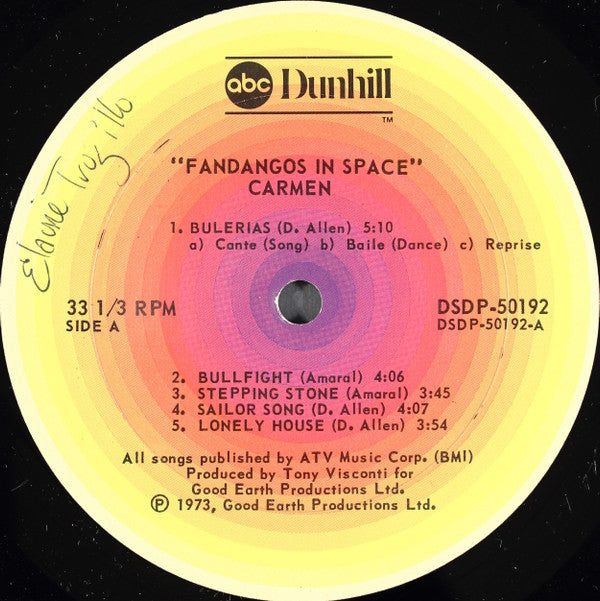 abc Dunhill
TM
"FANDANGOS IN SPACE"
CARMEN
1. BULERIAS (D. Allen) 5:10
a) Cante (Song) b) Baile (Dance) c) Reprise
33 1/3 RPM
SIDE A
DSDP-50192
DSDP-50192-A
2. BULLFIGHT (Amaral) 4:06
3. STEPPING STONE (Amaral) 3:45
4. SAILOR SONG (D. Allen) 4:07
5. LONELY HOUSE (D. Allen) 3:54
All songs published by ATV Music Corp. (BMI)
Produced by Tony Visconti for
Good Earth Productions Ltd.
Ⓟ 1973, Good Earth Productions Ltd.
Elaine